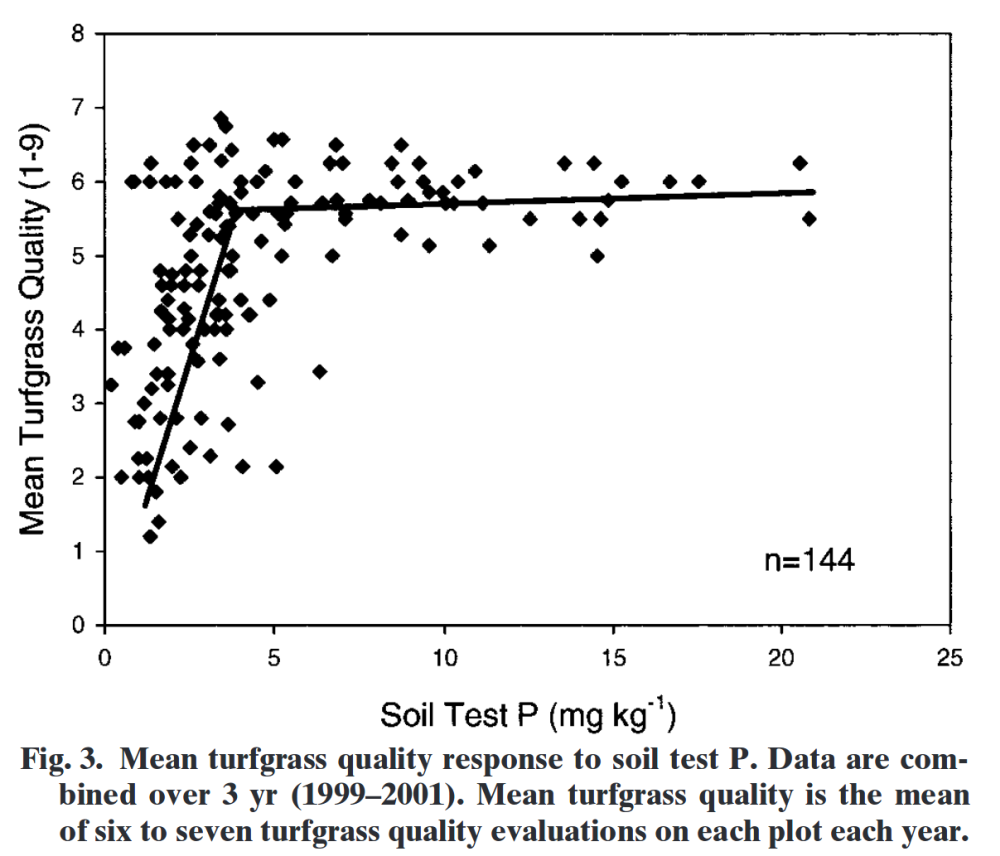 8
7
6
5
4
3
2
1
0
Mean Turfgrass Quality (1-9)
n=144
0 5 10 15 20 25
Soil Test P (mg kg⁻¹)
Fig. 3. Mean turfgrass quality response to soil test P. Data are com-
bined over 3 yr (1999–2001). Mean turfgrass quality is the mean
of six to seven turfgrass quality evaluations on each plot each year.